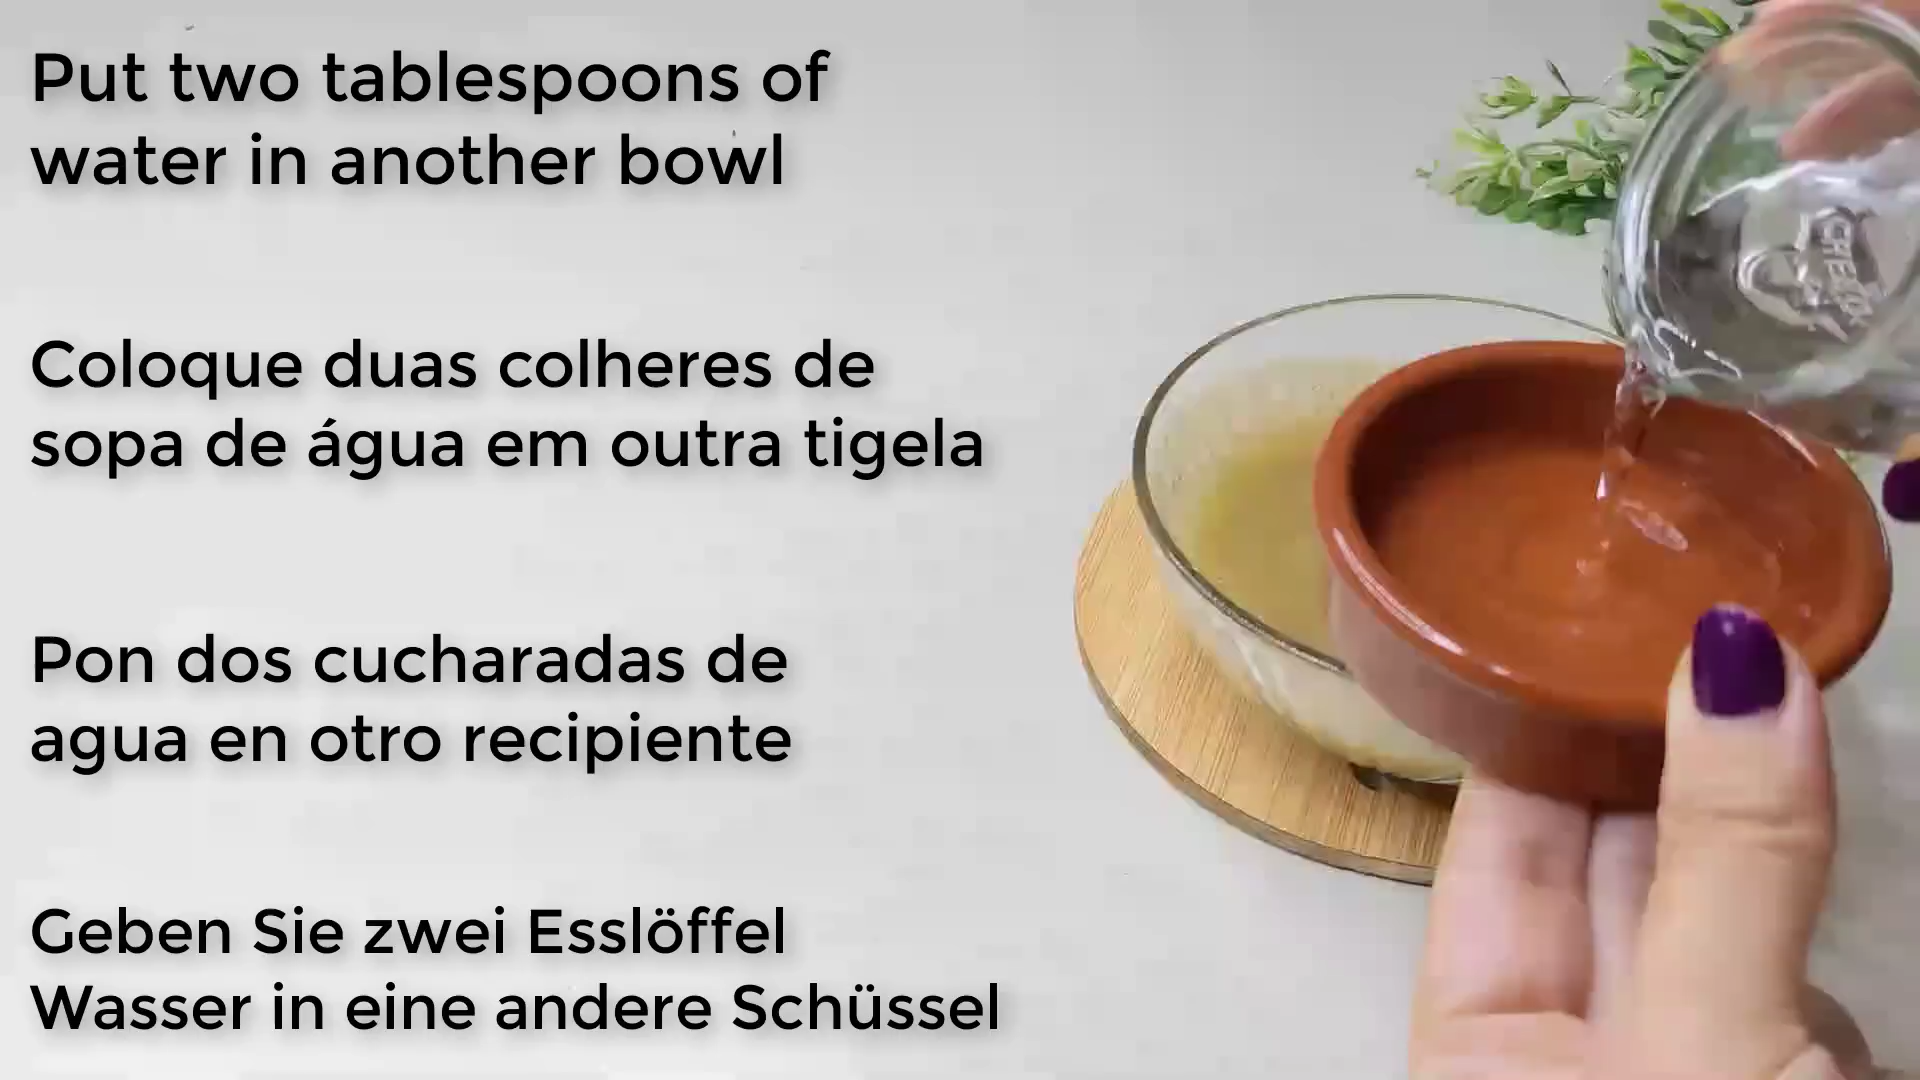 Put two tablespoons of
water in another bowl
Coloque duas colheres de
sopa de água em outra tigela
Pon dos cucharadas de
agua en otro recipiente
Geben Sie zwei Esslöffel
Wasser in eine andere Schüssel